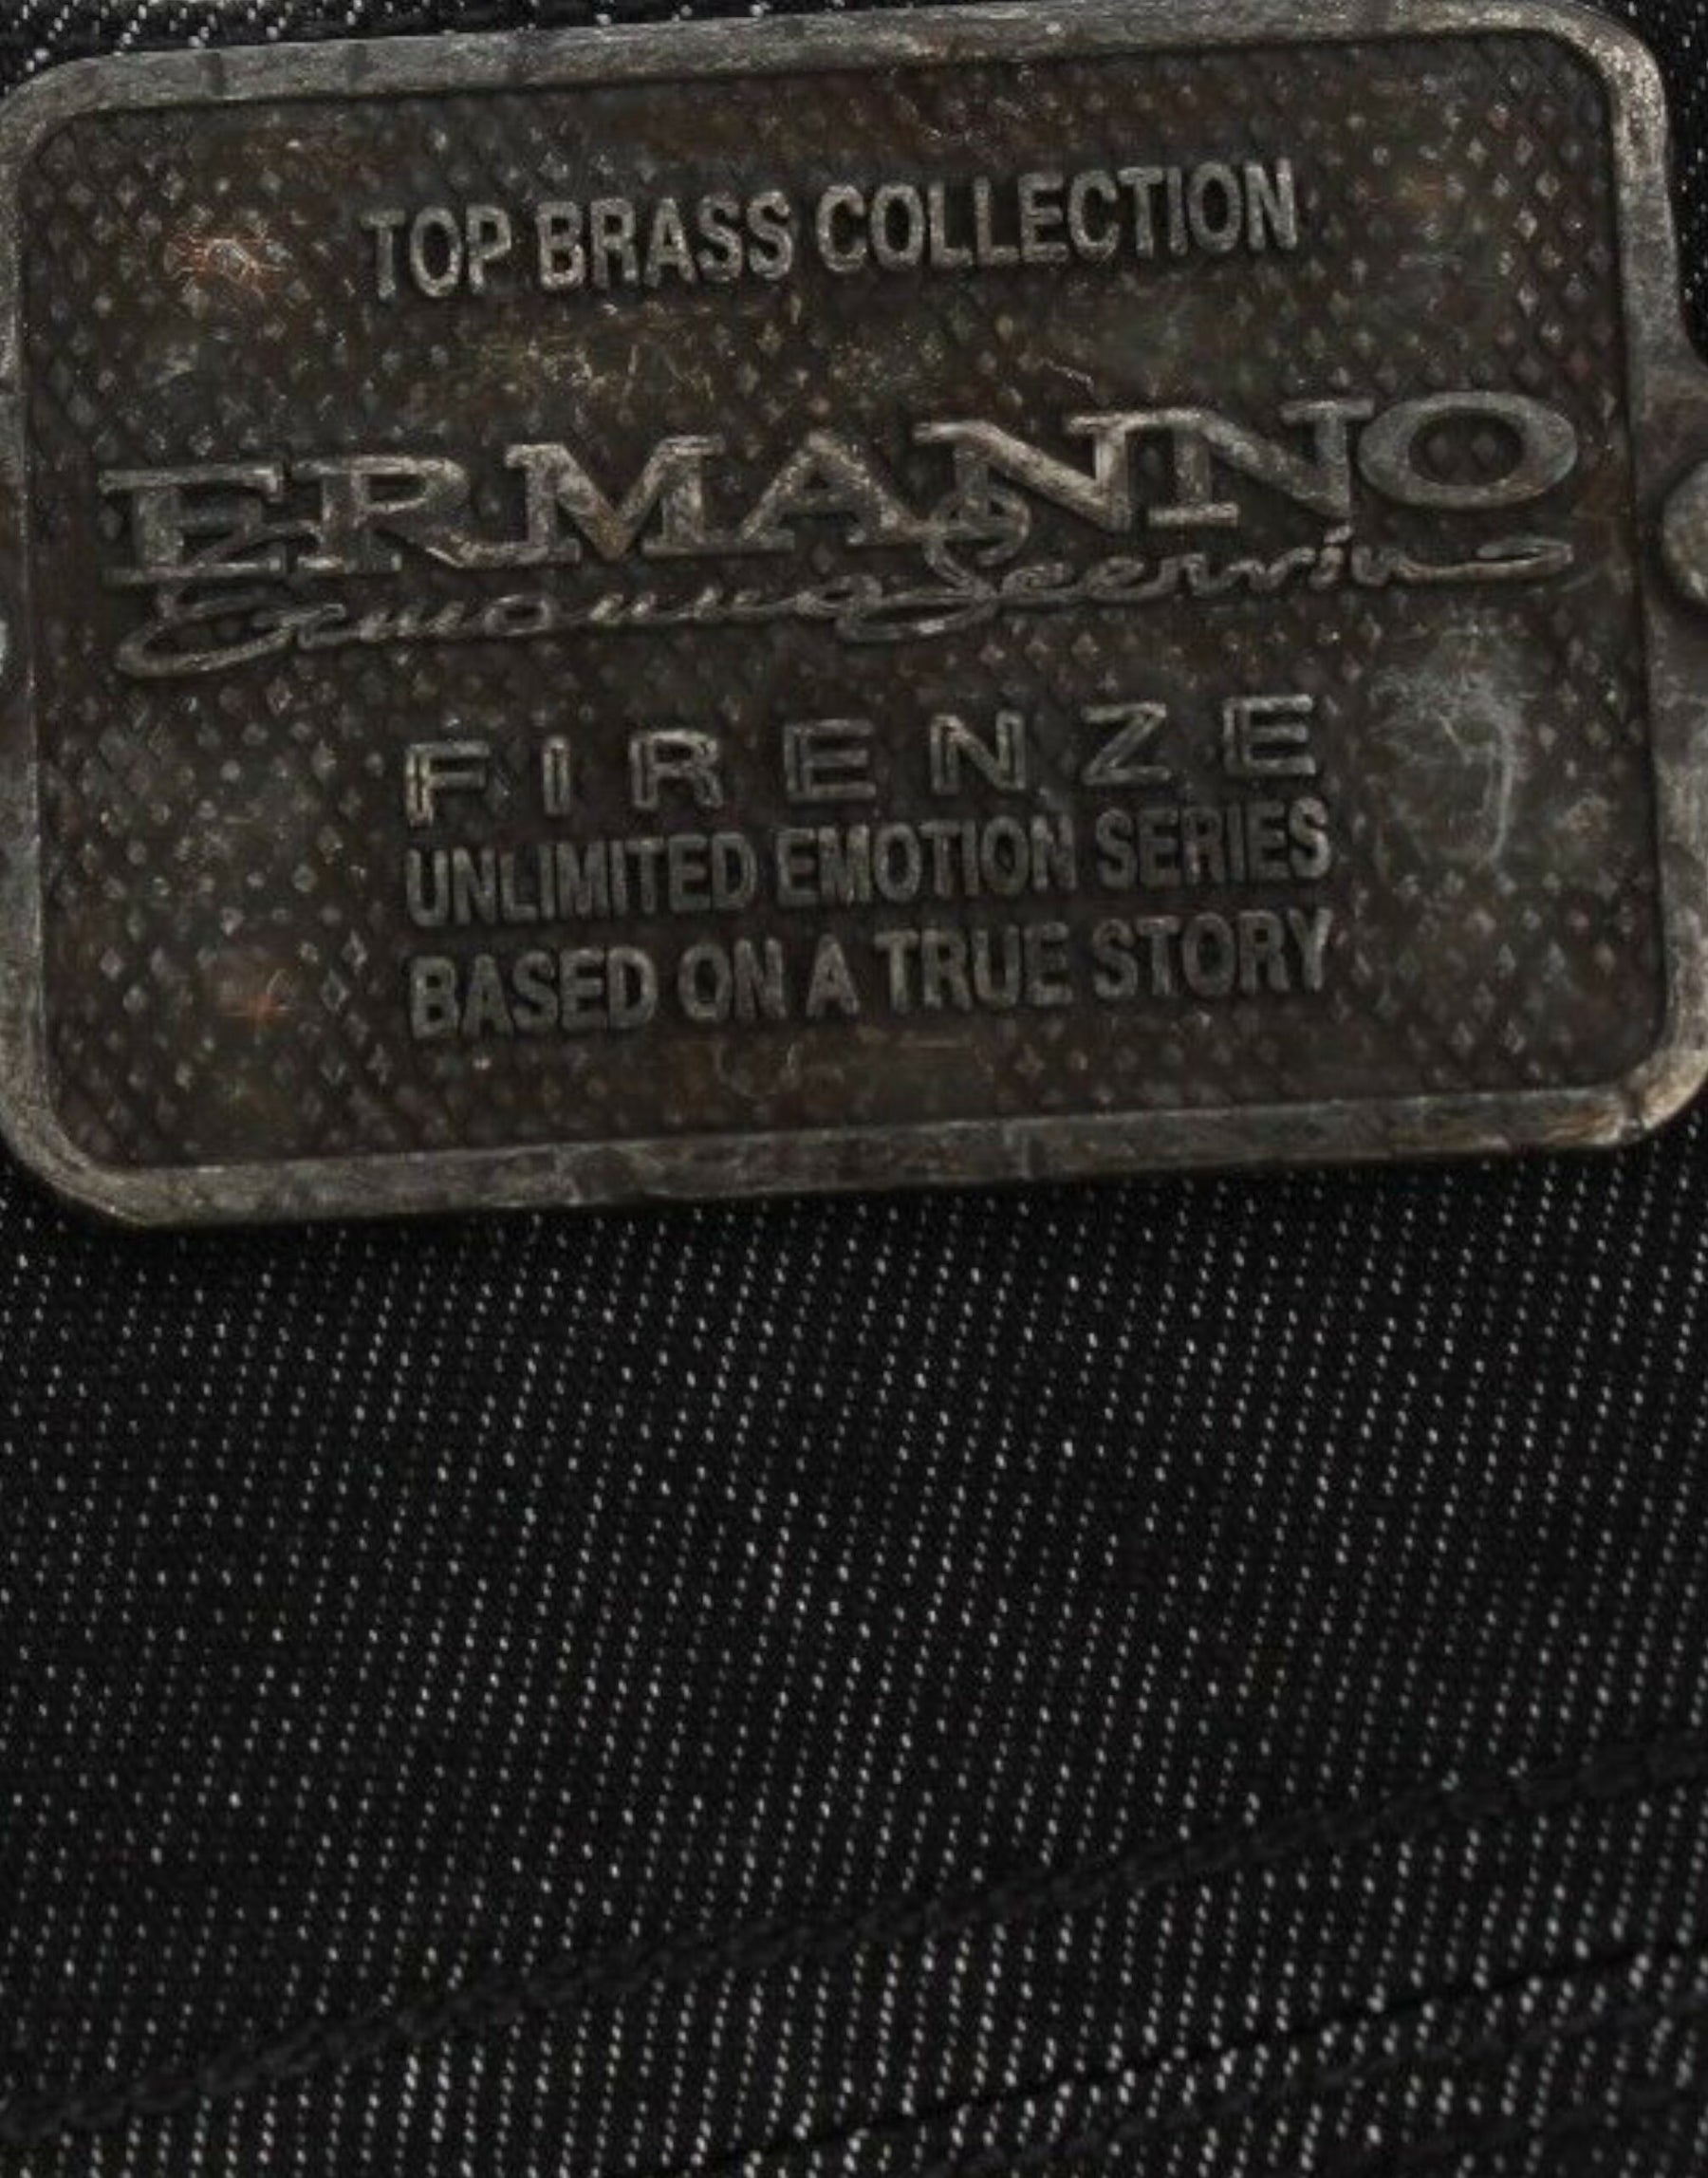 TOP BRASS COLLECTION
ERMANNO
Ermanno Scervino
FIRENZE
UNLIMITED EMOTION SERIES
BASED ON A TRUE STORY